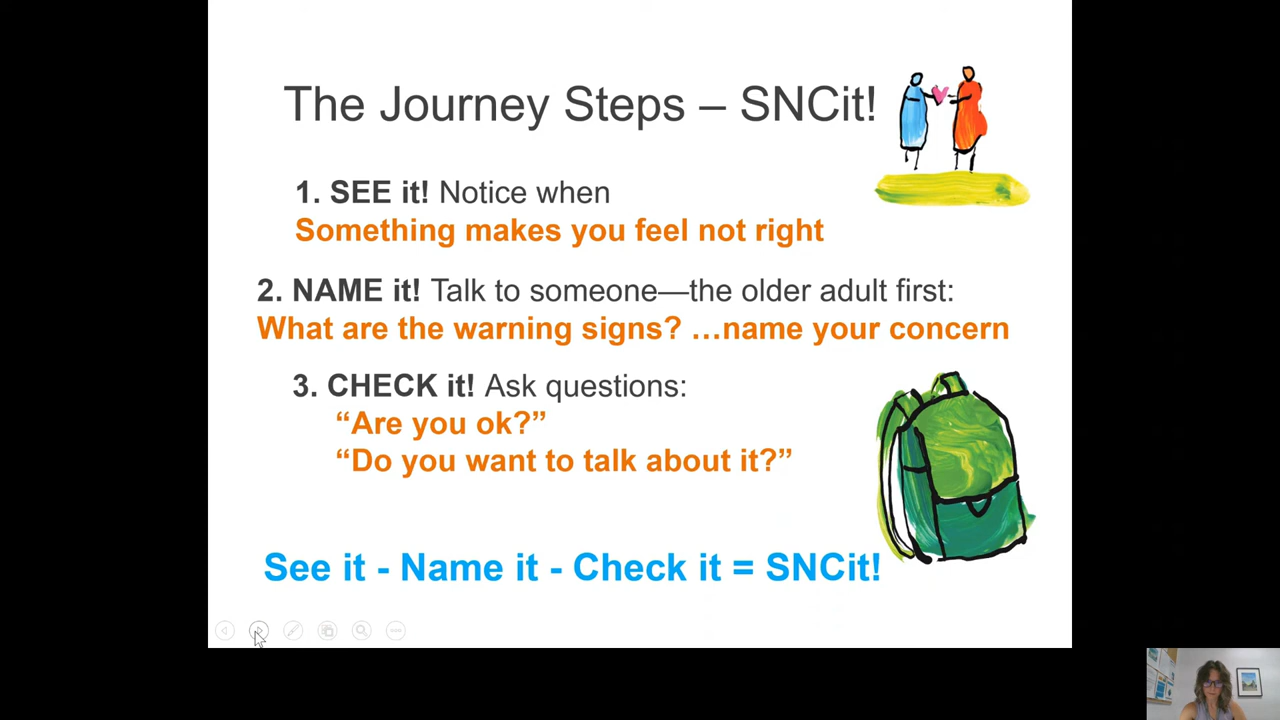 The Journey Steps – SNCit!
1. SEE it! Notice when
Something makes you feel not right
2. NAME it! Talk to someone—the older adult first:
What are the warning signs? …name your concern
3. CHECK it! Ask questions:
“Are you ok?”
“Do you want to talk about it?”
See it - Name it - Check it = SNCit!